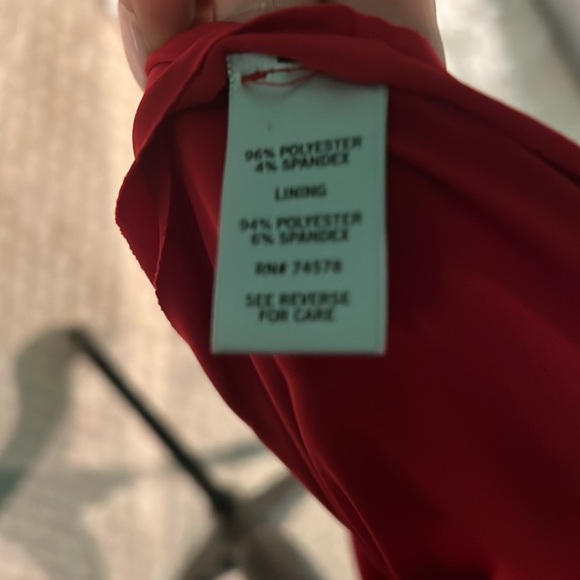 96% POLYESTER
4% SPANDEX
LINING
94% POLYESTER
6% SPANDEX
RN# 74578
SEE REVERSE
FOR CARE